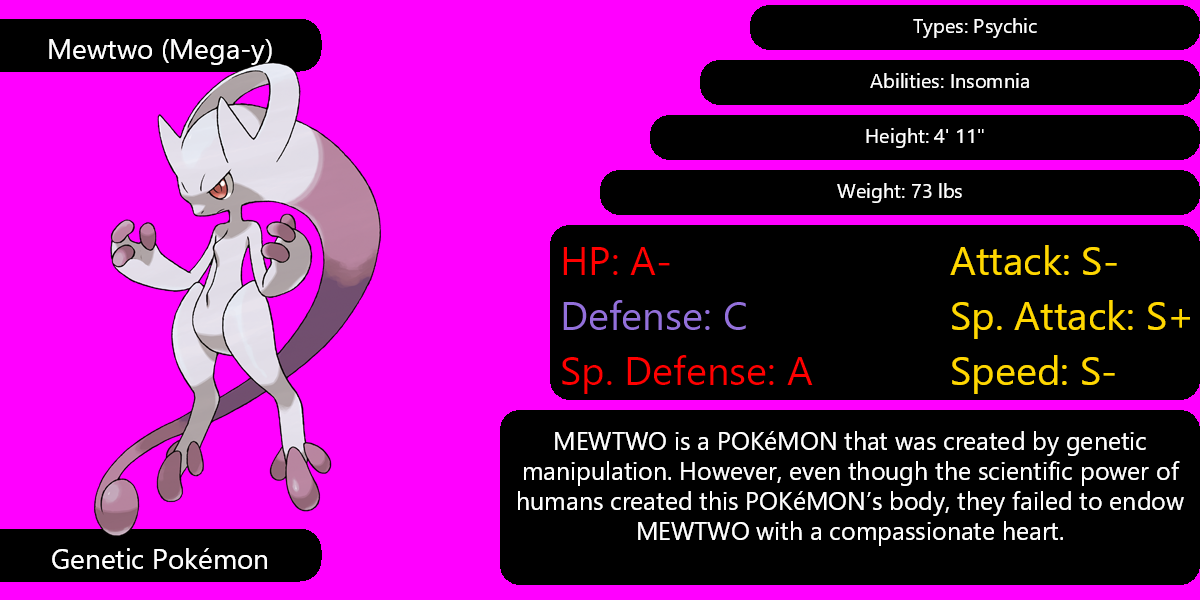 Mewtwo (Mega-y)
Types: Psychic
Abilities: Insomnia
Height: 4' 11"
Weight: 73 lbs
HP: A-
Attack: S-
Defense: C
Sp. Attack: S+
Sp. Defense: A
Speed: S-
MEWTWO is a POKéMON that was created by genetic
manipulation. However, even though the scientific power of
humans created this POKéMON’s body, they failed to endow
MEWTWO with a compassionate heart.
Genetic Pokémon